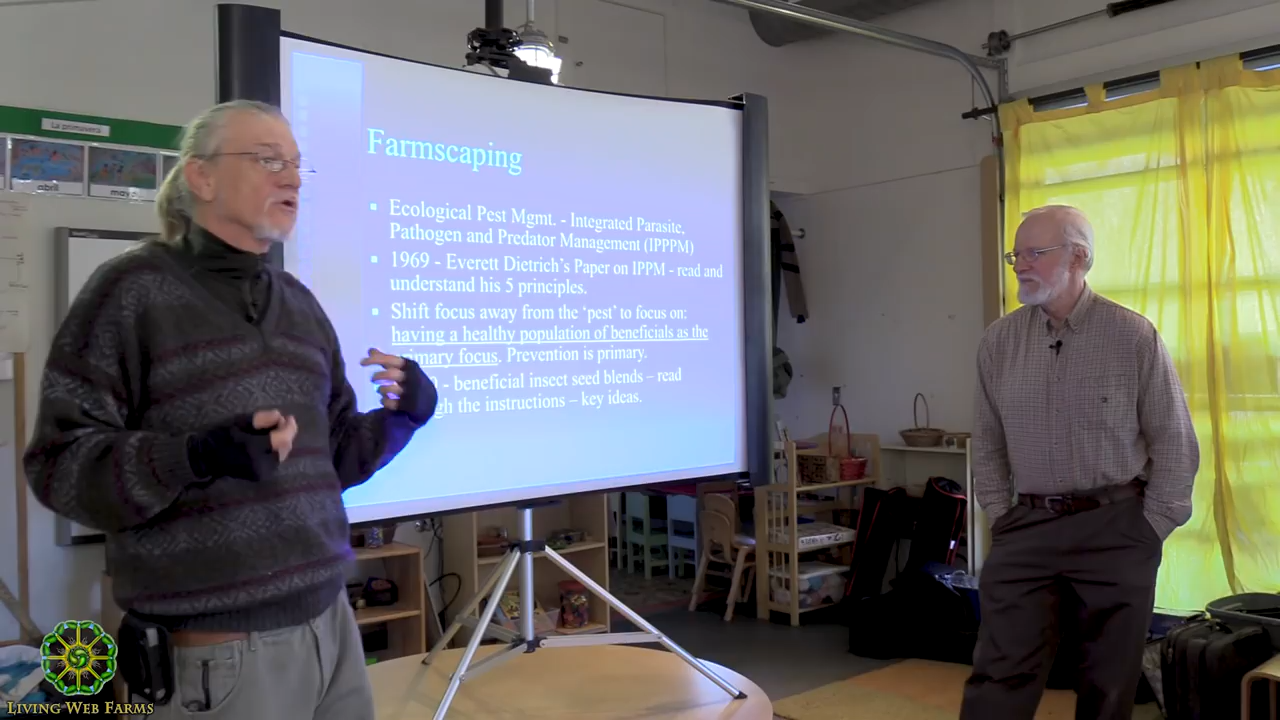 La primavera
abril
mayo
Farmscaping
Ecological Pest Mgmt. - Integrated Parasite,
Pathogen and Predator Management (IPPPM)
1969 - Everett Dietrich's Paper on IPPM - read and
understand his 5 principles.
Shift focus away from the 'pest' to focus on:
having a healthy population of beneficials as the
primary focus. Prevention is primary.
- beneficial insect seed blends – read
the instructions – key ideas.
LIVING WEB FARMS